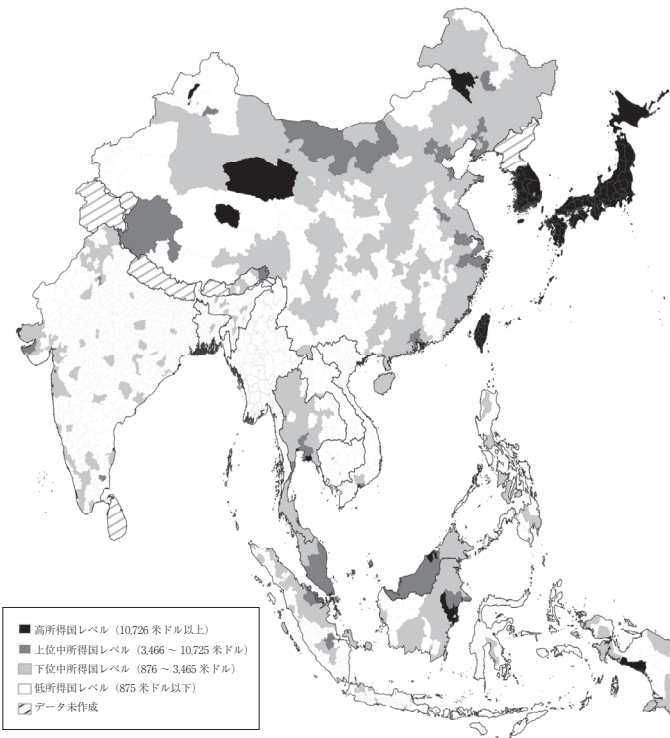 高所得国レベル（10,726 米ドル以上）
上位中所得国レベル（3,466 ～ 10,725 米ドル）
下位中所得国レベル（876 ～ 3,465 米ドル）
低所得国レベル（875 米ドル以下）
データ未作成